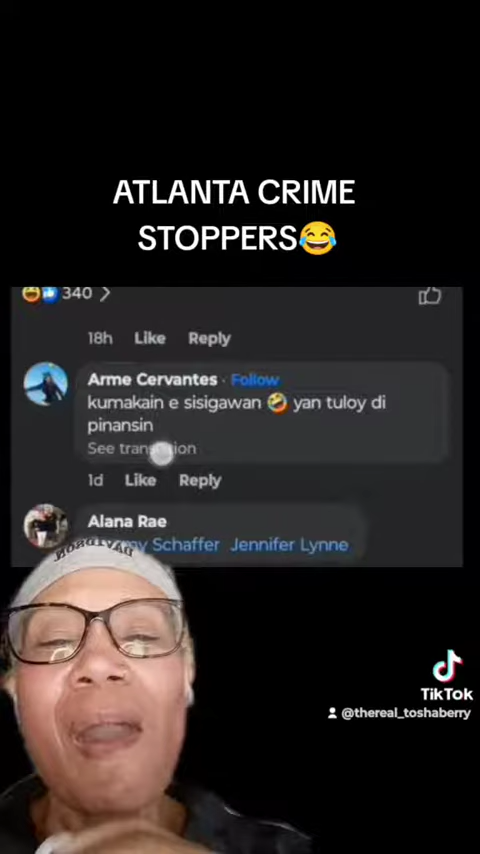 ATLANTA CRIME
STOPPERS😂
340
18h Like Reply
Arme Cervantes · Follow
kumakain e sisigawan 🤣 yan tuloy di
pinansin
See
1d Like Reply
Alana Rae
Schaffer Jennifer Lynne
DAVIDSON
TikTok
@thereal_toshaberry